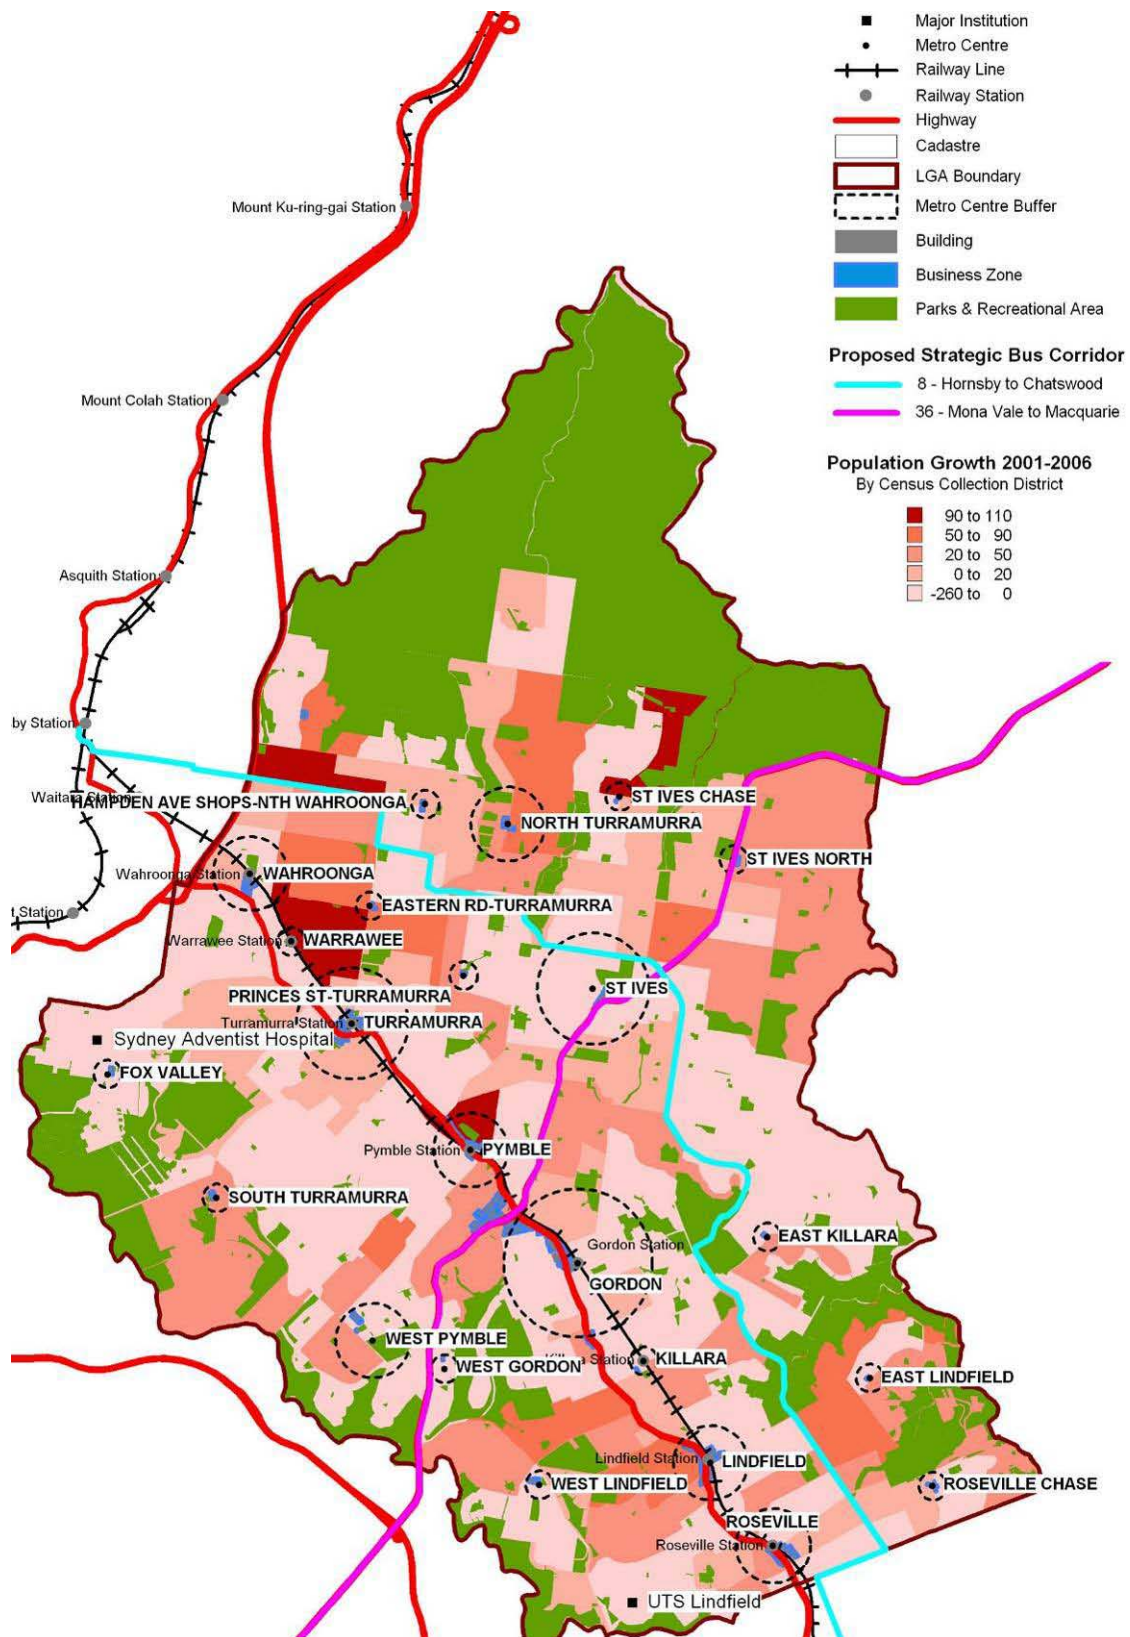 Major Institution
Metro Centre
Railway Line
Railway Station
Highway
Cadastre
LGA Boundary
Metro Centre Buffer
Building
Business Zone
Parks & Recreational Area
Proposed Strategic Bus Corridor
8 - Hornsby to Chatswood
36 - Mona Vale to Macquarie
Population Growth 2001-2006
By Census Collection District
90 to 110
50 to 90
20 to 50
0 to 20
-260 to 0
Mount Ku-ring-gai Station
Mount Colah Station
Asquith Station
by Station
Waitara Station
HAMPDEN AVE SHOPS-NTH WAHROONGA
ST IVES CHASE
NORTH TURRAMURRA
ST IVES NORTH
Wahroonga Station
WAHROONGA
EASTERN RD-TURRAMURRA
t Station
Warrawee Station
WARRAWEE
ST IVES
PRINCES ST-TURRAMURRA
Turramurra Station
TURRAMURRA
Sydney Adventist Hospital
FOX VALLEY
Pymble Station
PYMBLE
SOUTH TURRAMURRA
EAST KILLARA
Gordon Station
GORDON
WEST PYMBLE
WEST GORDON
Station
KILLARA
EAST LINDFIELD
Lindfield Station
LINDFIELD
WEST LINDFIELD
ROSEVILLE CHASE
ROSEVILLE
Roseville Station
UTS Lindfield